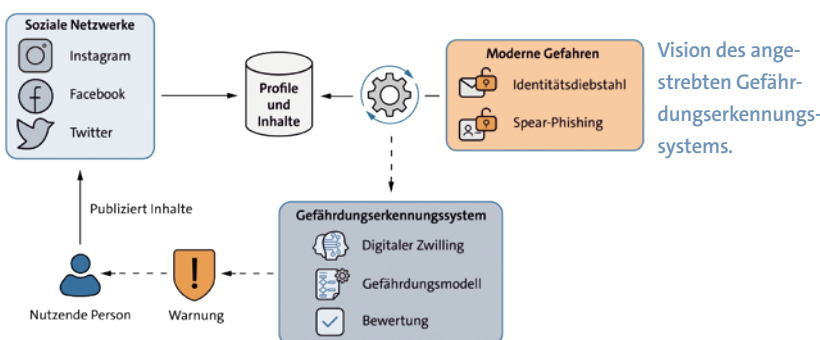 Soziale Netzwerke
Instagram
Facebook
Twitter
Profile
und
Inhalte
Moderne Gefahren
Identitätsdiebstahl
Spear-Phishing
Vision des ange-
strebten Gefähr-
dungserkennungs-
systems.
Publiziert Inhalte
Gefährdungserkennungssystem
Digitaler Zwilling
Gefährdungsmodell
Bewertung
Nutzende Person
Warnung